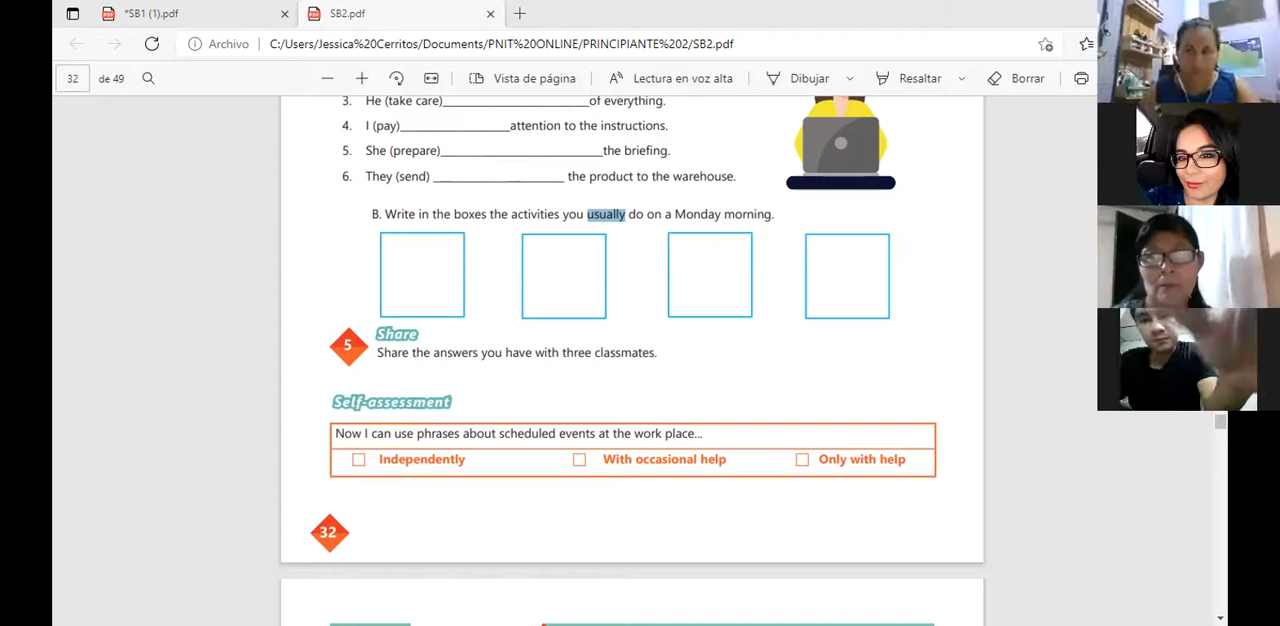 *SB1 (1).pdf
SB2.pdf
Archivo
C:/Users/Jessica%20Cerritos/Documents/PNIT%20ONLINE/PRINCIPIANTE%202/SB2.pdf
32 de 49 Vista de página Lectura en voz alta Dibujar Resaltar Borrar
3. He (take care)____________________of everything.
4. I (pay)_______________attention to the instructions.
5. She (prepare)______________________the briefing.
6. They (send) __________________ the product to the warehouse.
B. Write in the boxes the activities you usually do on a Monday morning.
5 Share
Share the answers you have with three classmates.
Self-assessment
Now I can use phrases about scheduled events at the work place...
Independently With occasional help Only with help
32